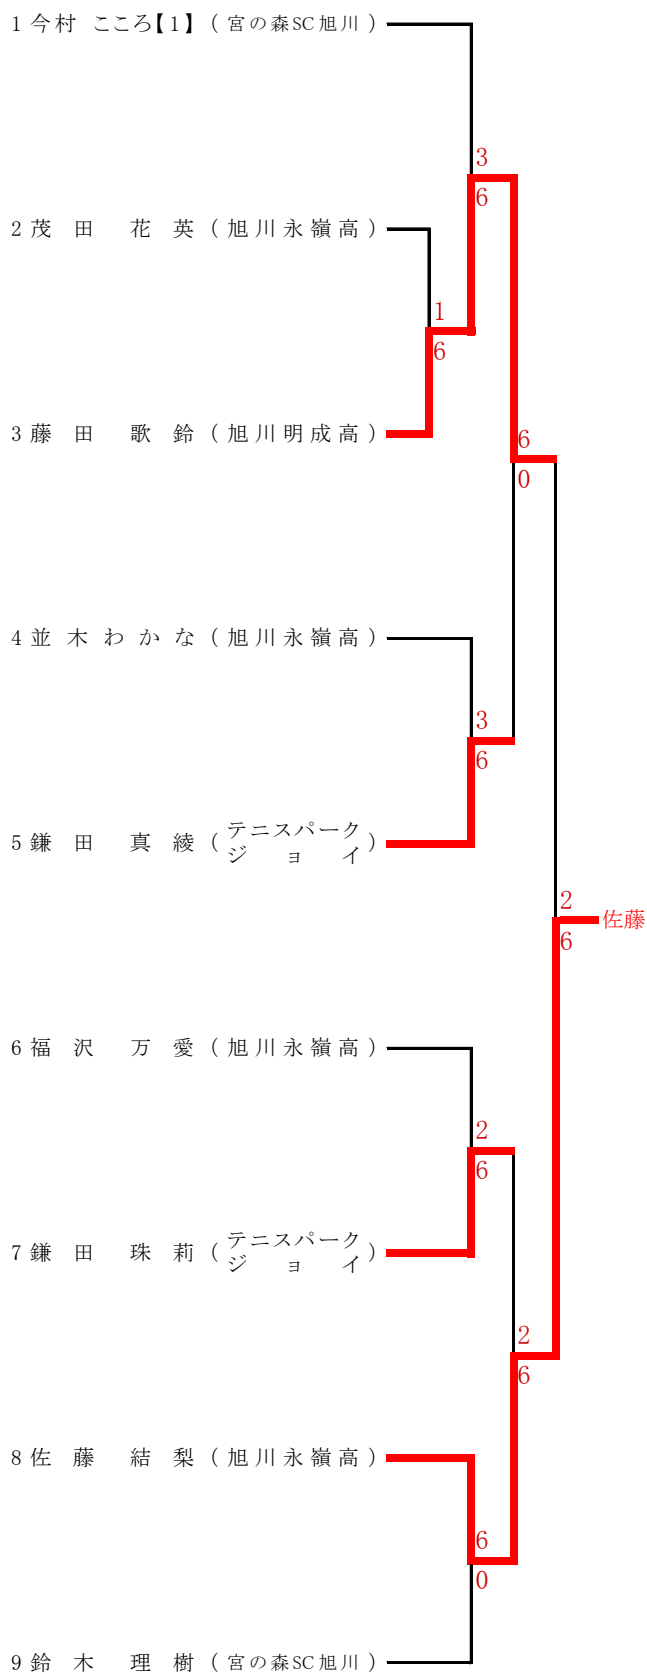 1 今村 こころ【1】 ( 宮の森SC旭川 )
3
6
2 茂田 花英 ( 旭川永嶺高 )
1
6
3 藤田 歌鈴 ( 旭川明成高 )
6
0
4 並木わかな ( 旭川永嶺高 )
3
6
5 鎌田 真綾 ( テニスパーク
ジョイ )
2
6
佐藤
6 福沢 万愛 ( 旭川永嶺高 )
2
6
7 鎌田 珠莉 ( テニスパーク
ジョイ )
2
6
8 佐藤 結梨 ( 旭川永嶺高 )
6
0
9 鈴木 理樹 ( 宮の森SC旭川 )